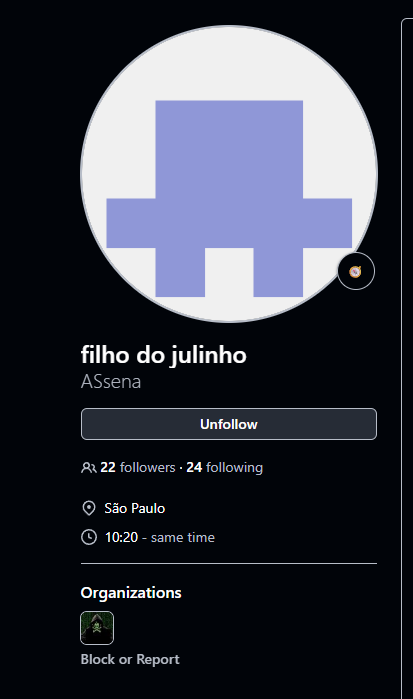 filho do julinho
ASsena
Unfollow
22 followers · 24 following
São Paulo
10:20 - same time
Organizations
Block or Report